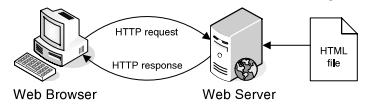 HTTP request
HTTP response
HTML
file
Web Browser
Web Server